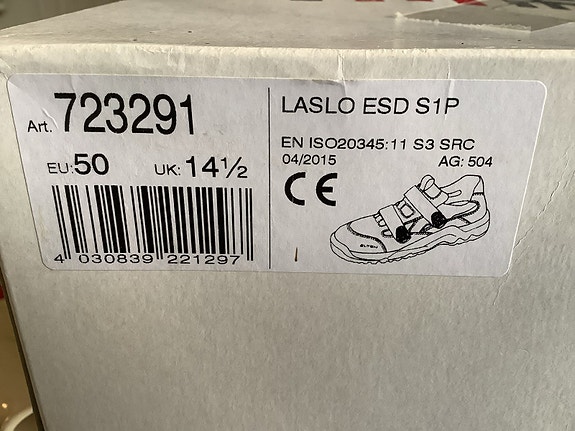 Art. 723291
EU:50 UK: 14½
4 030839 221297
LASLO ESD S1P
EN ISO20345:11 S3 SRC
04/2015 AG: 504
CE
ELTEN